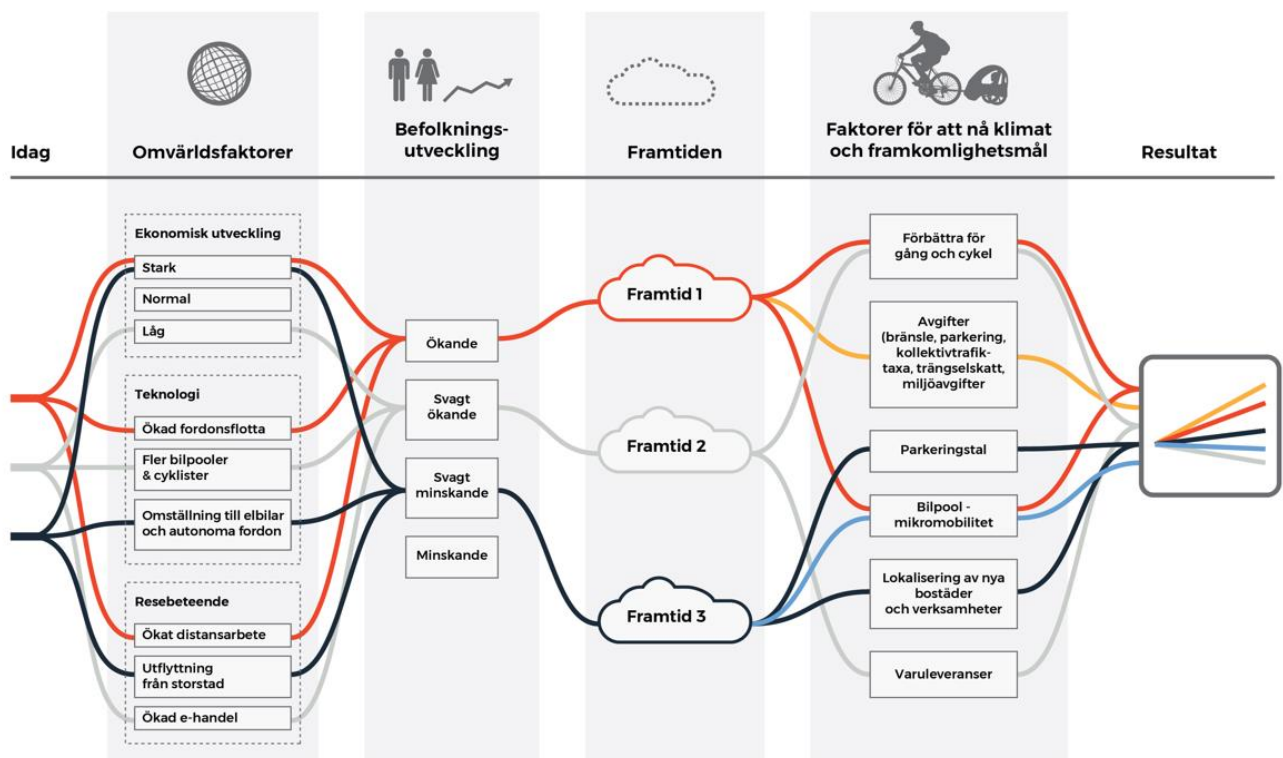 Idag
Omvärldsfaktorer
Befolknings-
utveckling
Framtiden
Faktorer för att nå klimat
och framkomlighetsmål
Resultat
Ekonomisk utveckling
Stark
Normal
Låg
Teknologi
Ökad fordonsflotta
Fler bilpooler
& cyklister
Omställning till elbilar
och autonoma fordon
Resebeteende
Ökat distansarbete
Utflyttning
från storstad
Ökad e-handel
Ökande
Svagt
ökande
Svagt
minskande
Minskande
Framtid 1
Framtid 2
Framtid 3
Förbättra för
gång och cykel
Avgifter
(bränsle, parkering,
kollektivtrafik-
taxa, trängselskatt,
miljöavgifter
Parkeringstal
Bilpool -
mikromobilitet
Lokalisering av nya
bostäder
och verksamheter
Varuleveranser